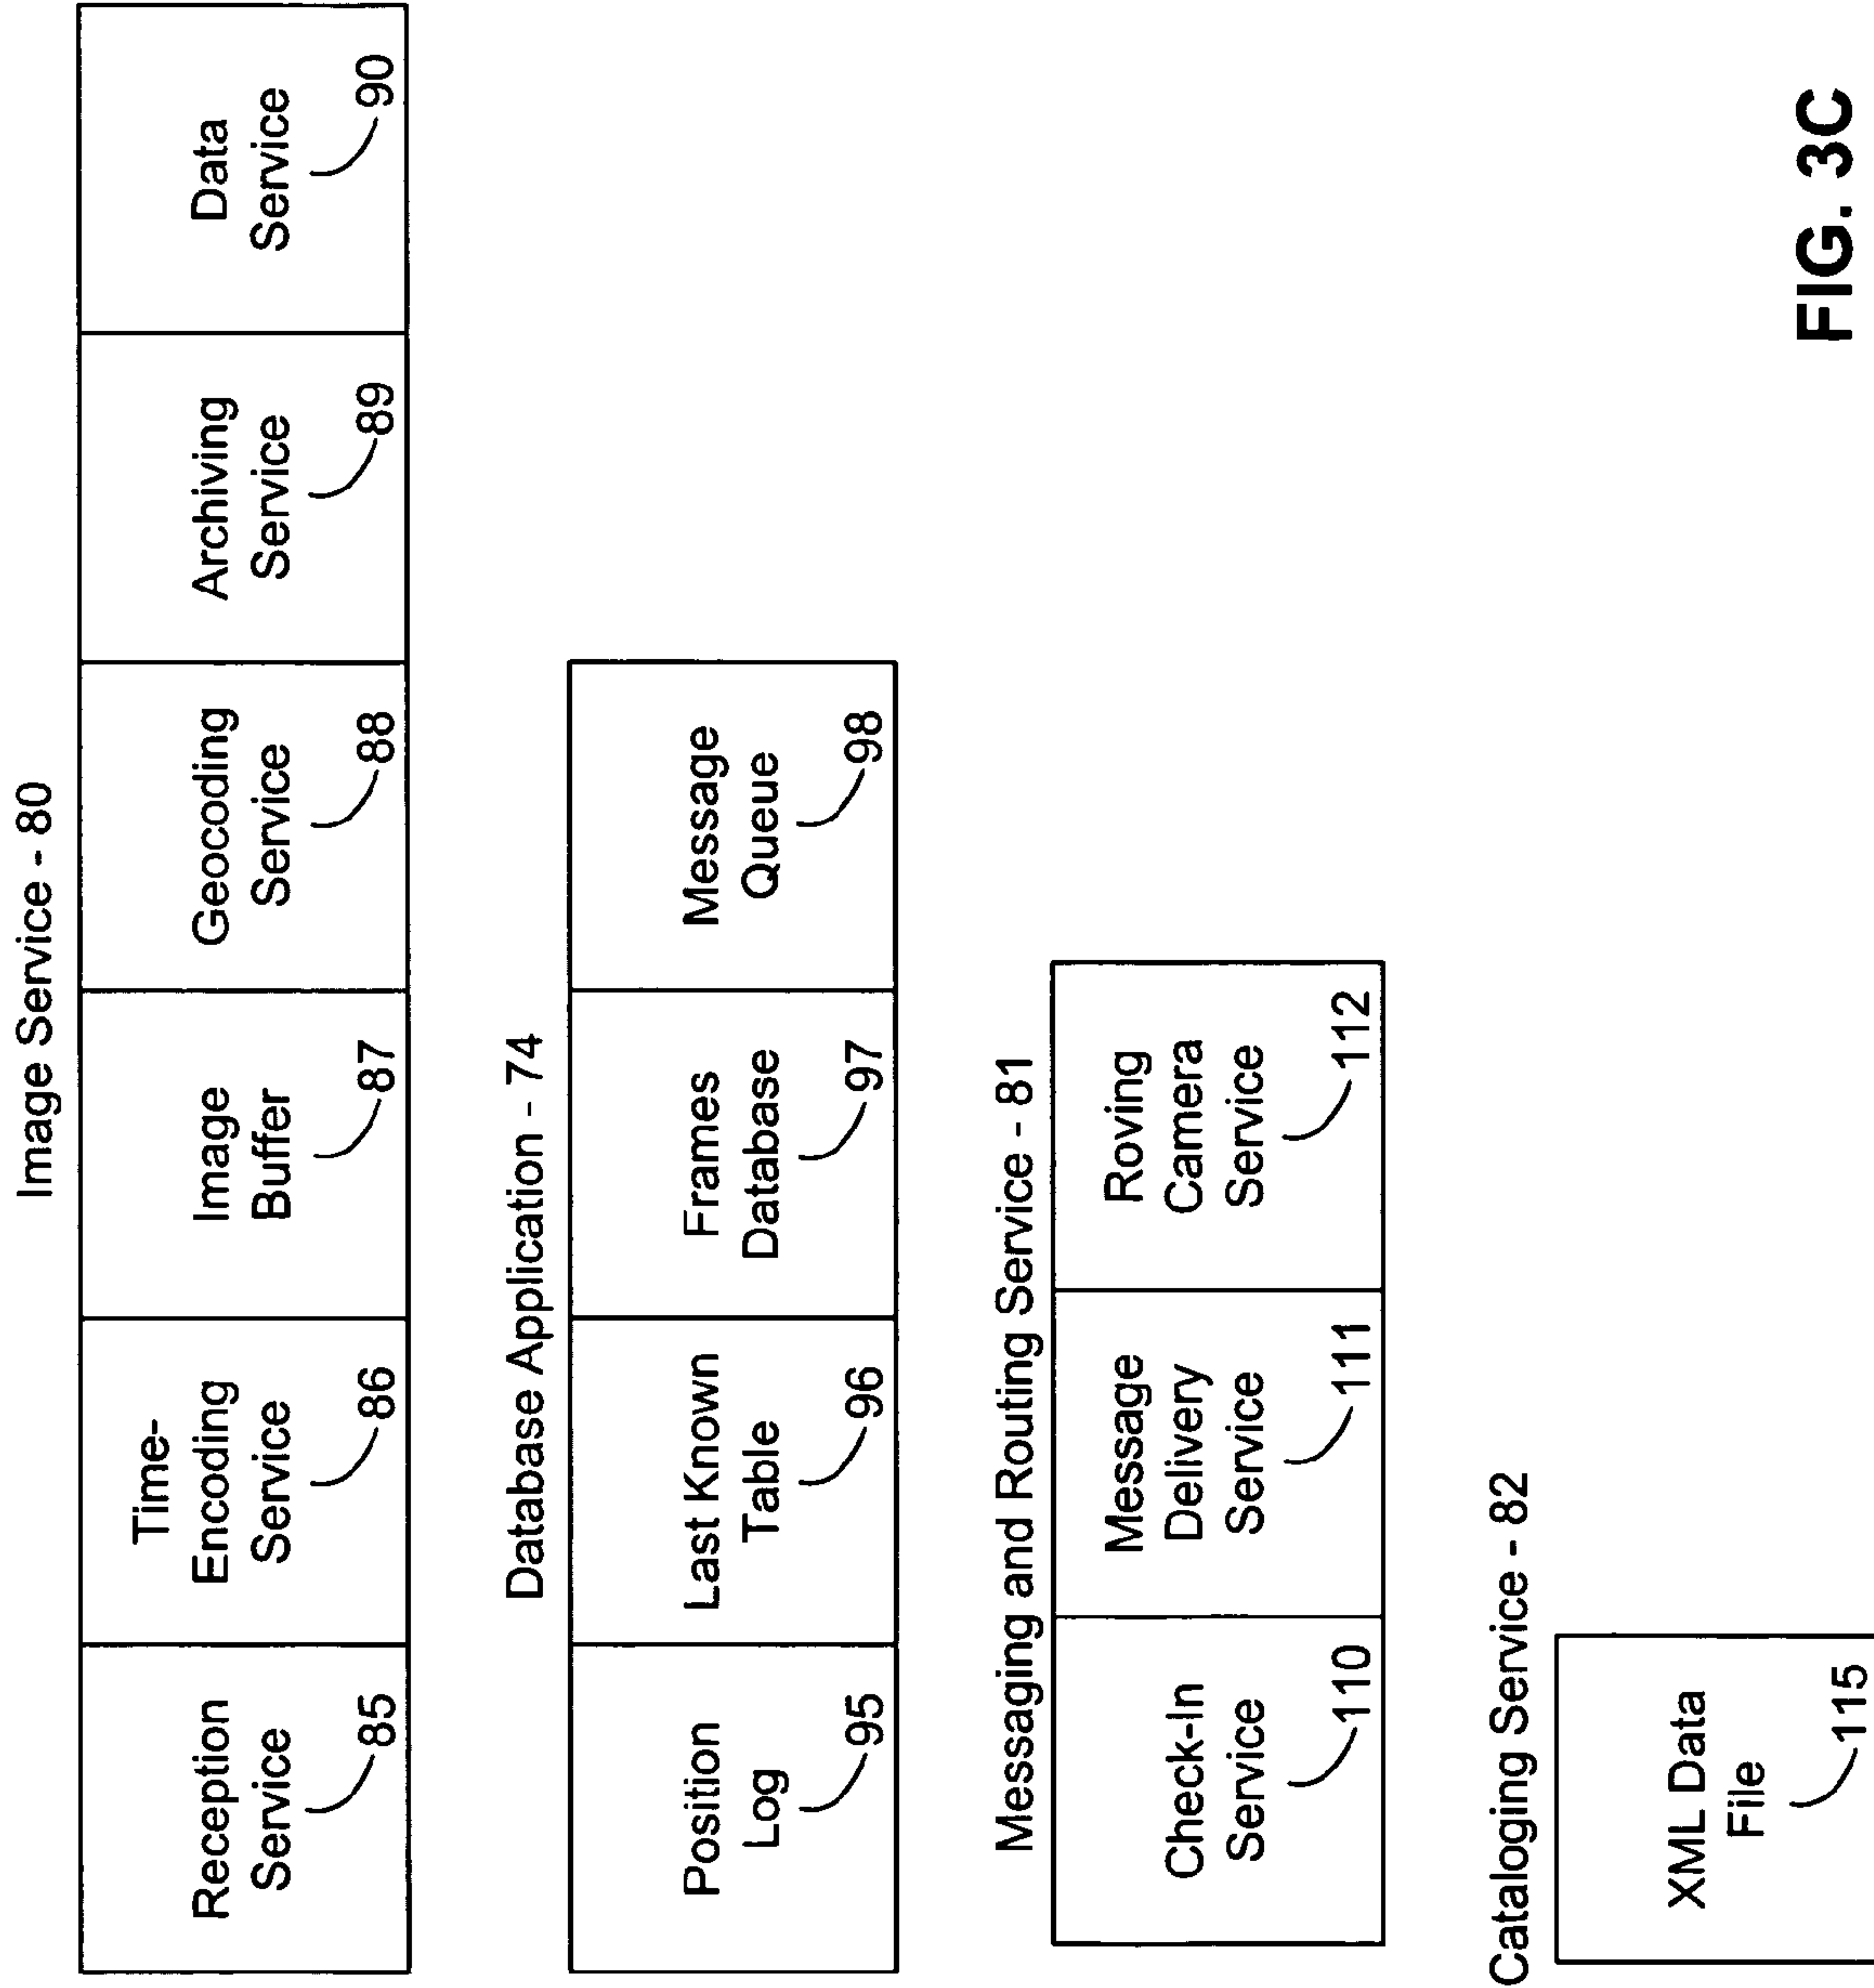 Image Service - 80
Reception
Service
85
Time-
Encoding
Service
86
Image
Buffer
87
Geocoding
Service
88
Archiving
Service
89
Data
Service
90
Database Application - 74
Position
Log
95
Last Known
Table
96
Frames
Database
97
Message
Queue
98
Messaging and Routing Service - 81
Check-In
Service
110
Message
Delivery
Service
111
Roving
Camera
Service
112
Cataloging Service - 82
XML Data
File
115
FIG. 3C